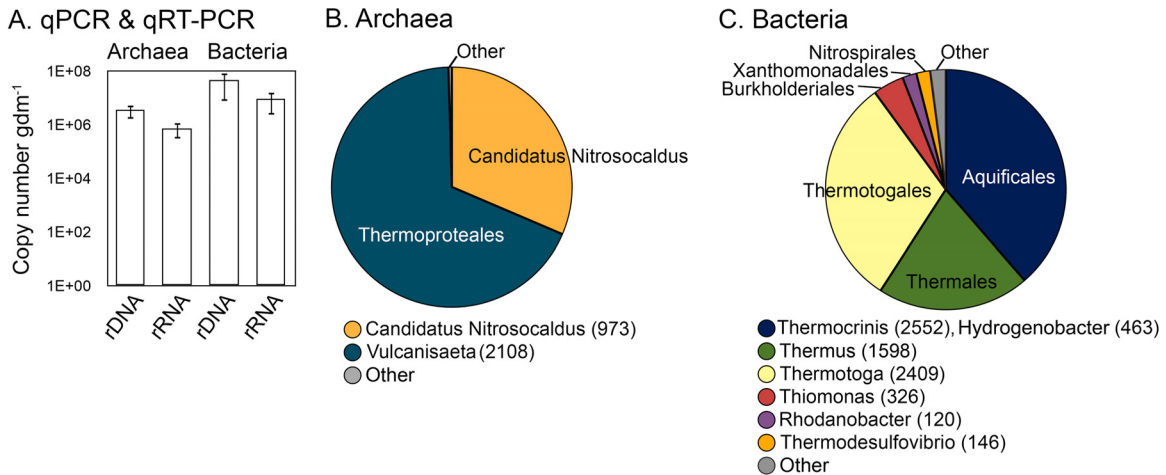 A. qPCR & qRT-PCR
Archaea Bacteria
Copy number gdm-1
1E+08
1E+06
1E+04
1E+02
1E+00
rDNA
rRNA
rDNA
rRNA
B. Archaea
Other
Candidatus Nitrosocaldus
Thermoproteales
Candidatus Nitrosocaldus (973)
Vulcanisaeta (2108)
Other
C. Bacteria
Nitrospirales
Other
Xanthomonadales
Burkholderiales
Aquificales
Thermotogales
Thermales
Thermocrinis (2552), Hydrogenobacter (463)
Thermus (1598)
Thermotoga (2409)
Thiomonas (326)
Rhodanobacter (120)
Thermodesulfovibrio (146)
Other